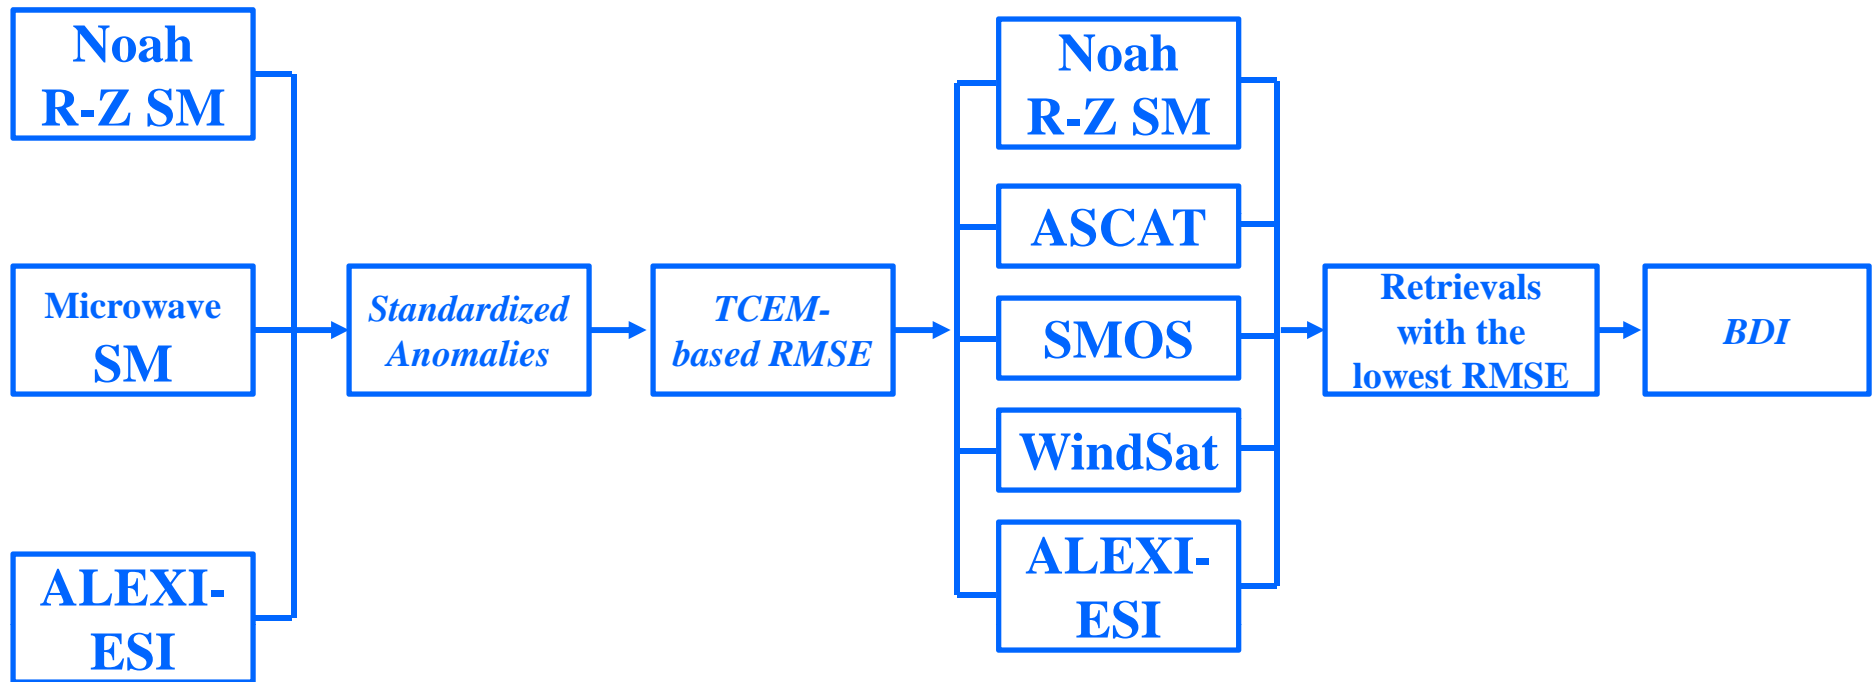 Noah
R-Z SM
Microwave
SM
ALEXI-
ESI
Standardized
Anomalies
TCEM-
based RMSE
Noah
R-Z SM
ASCAT
SMOS
WindSat
ALEXI-
ESI
Retrievals
with the
lowest RMSE
BDI